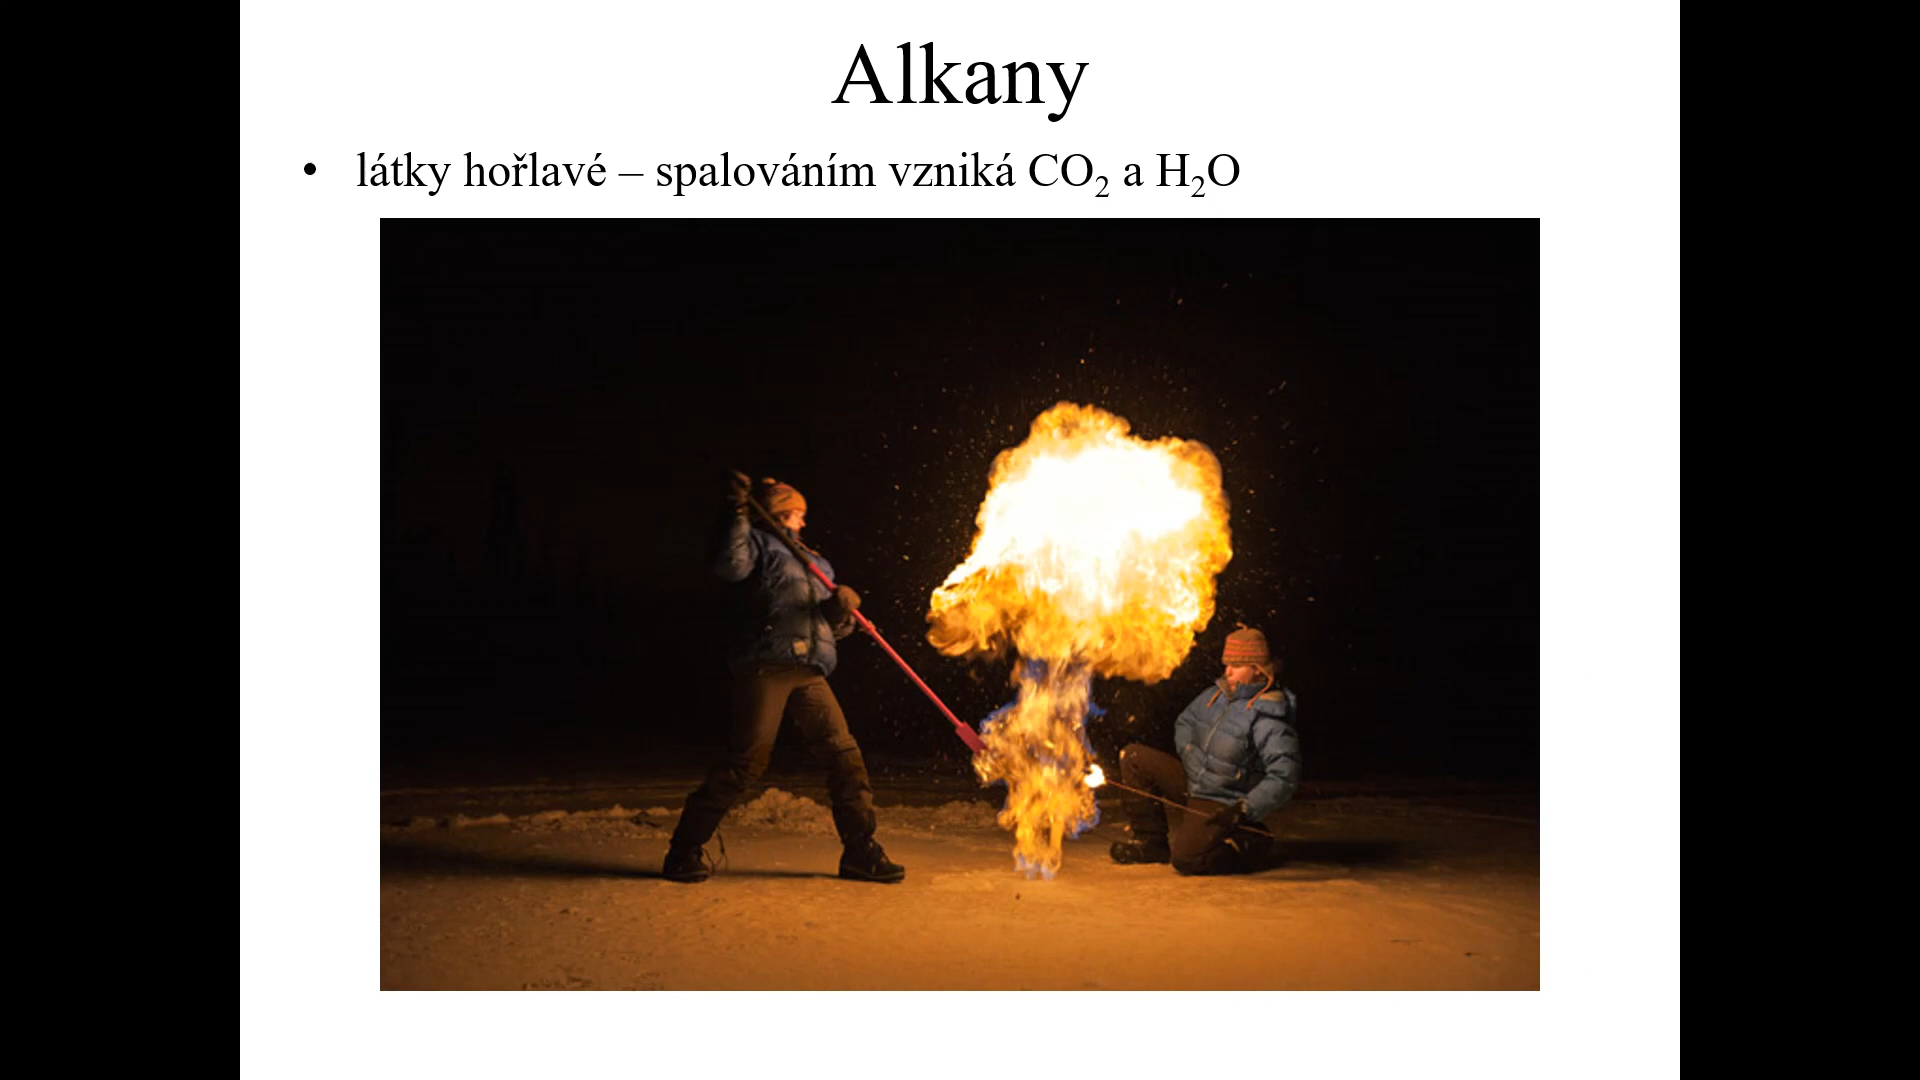 Alkany
• látky hořlavé – spalováním vzniká CO₂ a H₂O